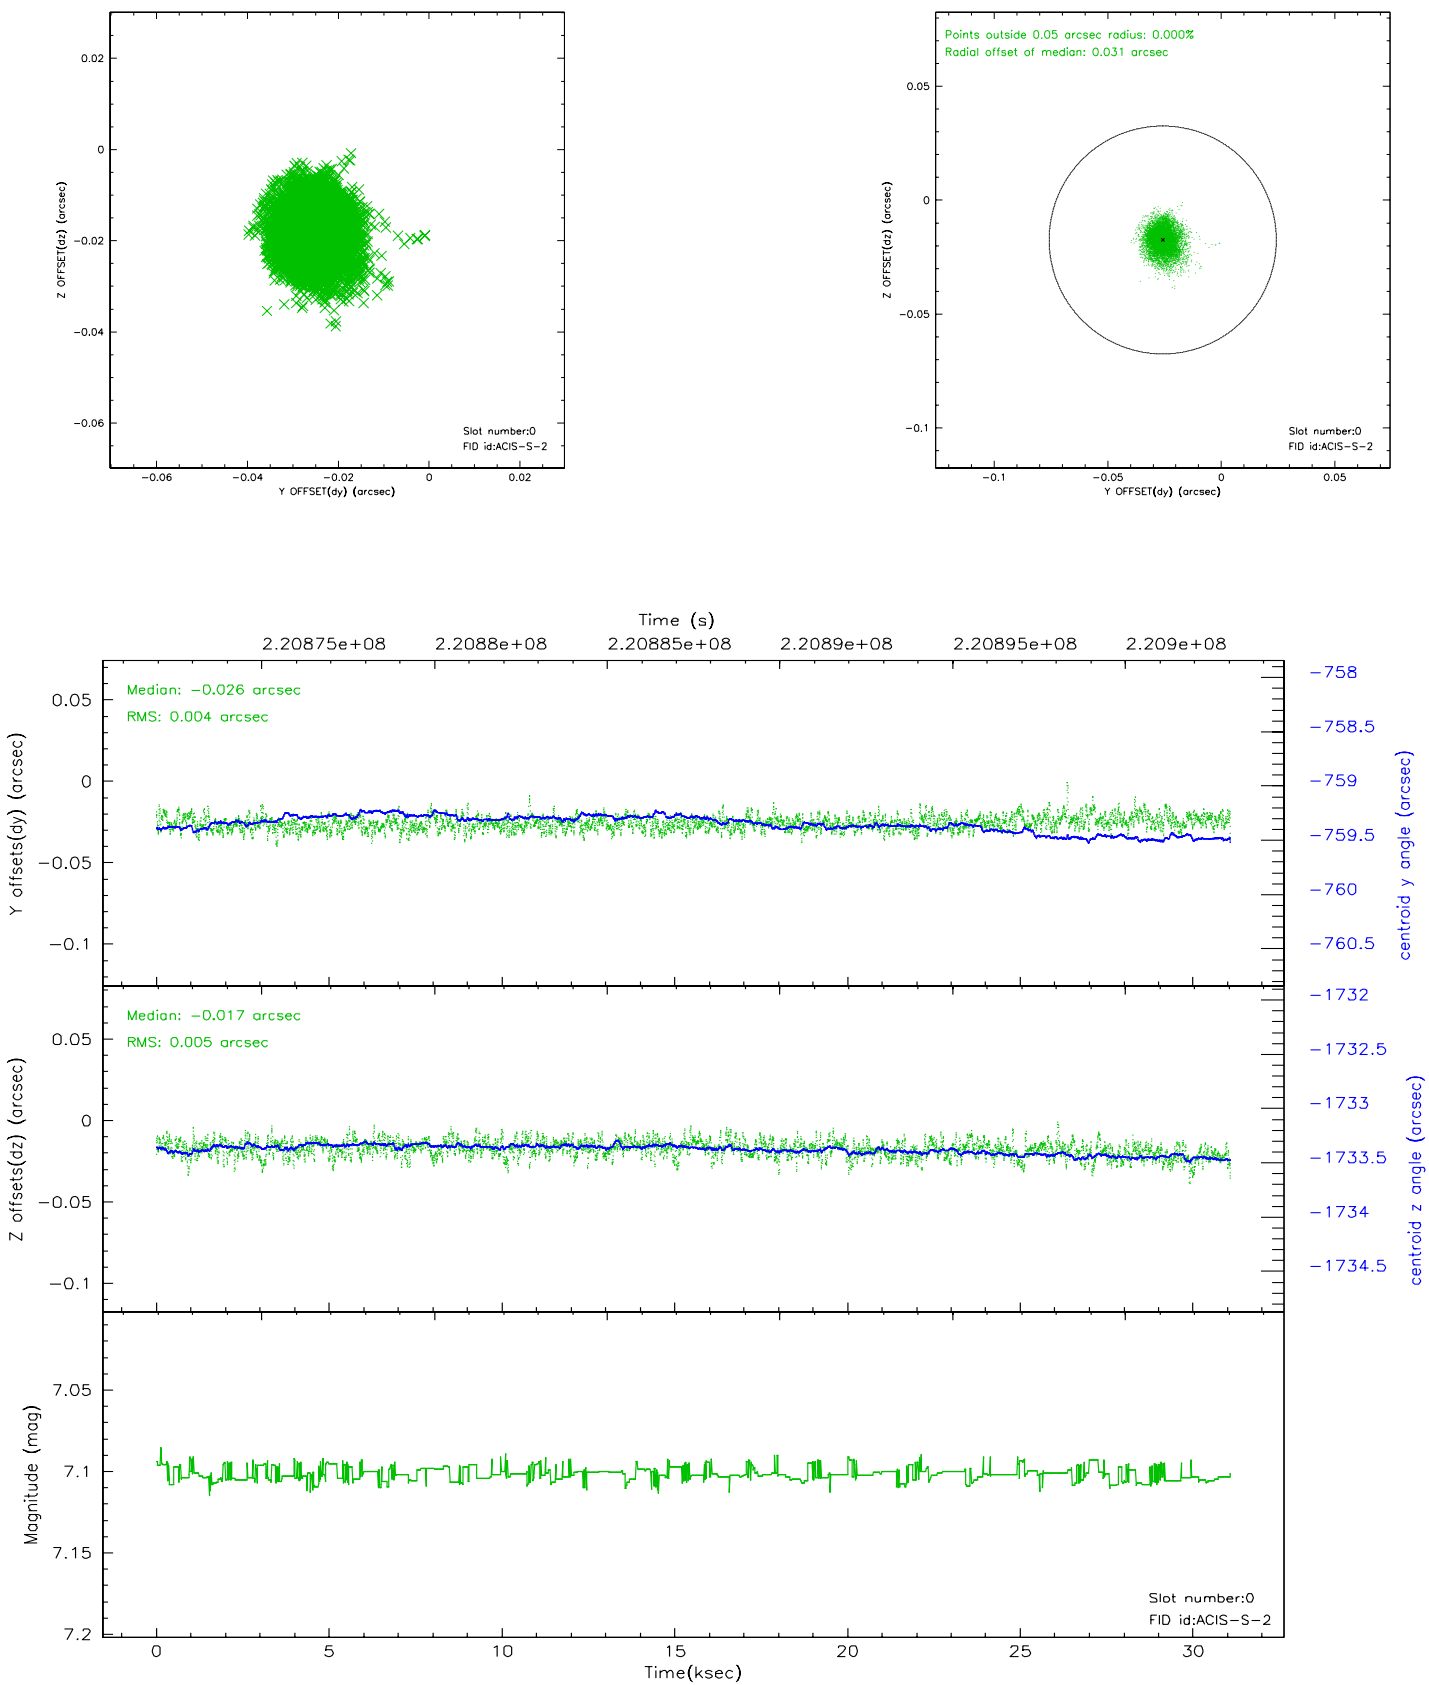 0.02
0
−0.02
−0.04
−0.06
Z OFFSET(dz) (arcsec)
Slot number:0
FID id:ACIS−S−2
−0.06
−0.04
−0.02
0
0.02
Y OFFSET(dy) (arcsec)
Points outside 0.05 arcsec radius: 0.000%
Radial offset of median: 0.031 arcsec
0.05
0
−0.05
−0.1
Z OFFSET(dz) (arcsec)
Slot number:0
FID id:ACIS−S−2
−0.1
−0.05
0
0.05
Y OFFSET(dy) (arcsec)
Time (s)
2.20875e+08
2.2088e+08
2.20885e+08
2.2089e+08
2.20895e+08
2.209e+08
Median: −0.026 arcsec
RMS: 0.004 arcsec
0.05
0
−0.05
−0.1
Y offsets(dy) (arcsec)
−758
−758.5
−759
−759.5
−760
−760.5
centroid y angle (arcsec)
Median: −0.017 arcsec
RMS: 0.005 arcsec
0.05
0
−0.05
−0.1
Z offsets(dz) (arcsec)
−1732
−1732.5
−1733
−1733.5
−1734
−1734.5
centroid z angle (arcsec)
7.05
7.1
7.15
7.2
Magnitude (mag)
Slot number:0
FID id:ACIS−S−2
0
5
10
15
20
25
30
Time(ksec)